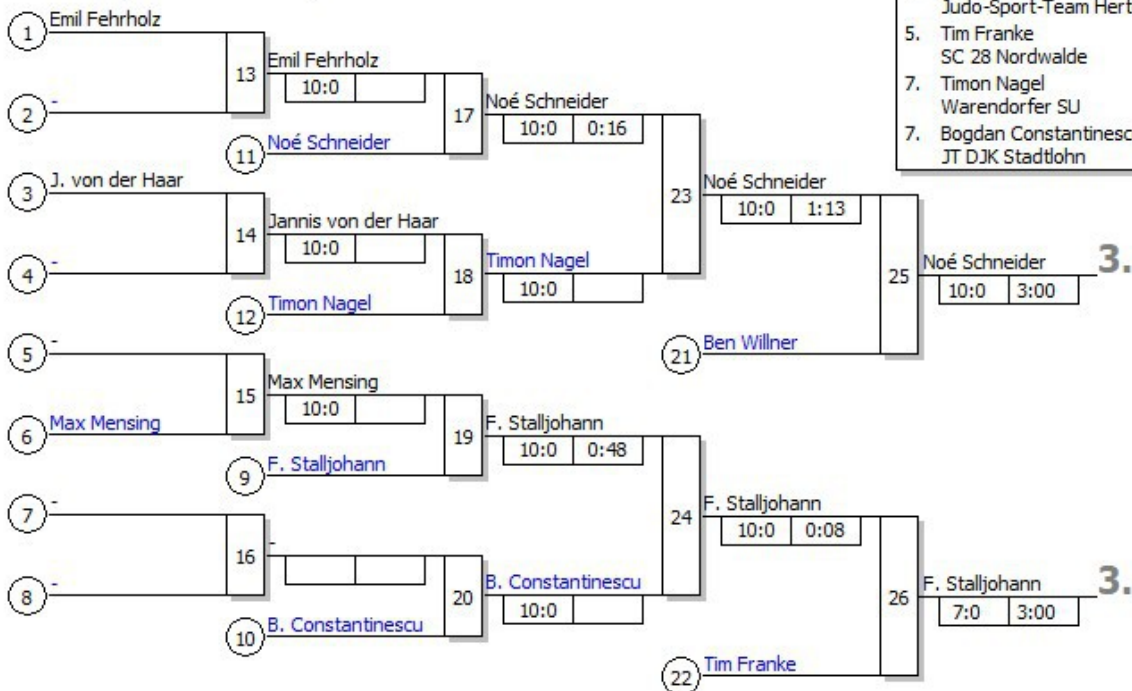 Judo-Sport-Team Hert
5. Tim Franke
SC 28 Nordwalde
7. Timon Nagel
Warendorfer SU
7. Bogdan Constantinesc
JT DJK Stadtlohn
1 Emil Fehrholz
2 -
13 Emil Fehrholz
10:0
11 Noé Schneider
17 Noé Schneider
10:0 0:16
3 J. von der Haar
4 -
14 Jannis von der Haar
10:0
12 Timon Nagel
18 Timon Nagel
10:0
23 Noé Schneider
10:0 1:13
21 Ben Willner
25 Noé Schneider 3.
10:0 3:00
5 -
6 Max Mensing
15 Max Mensing
10:0
9 F. Stalljohann
19 F. Stalljohann
10:0 0:48
7 -
8 -
16 -
10 B. Constantinescu
20 B. Constantinescu
10:0
24 F. Stalljohann
10:0 0:08
22 Tim Franke
26 F. Stalljohann 3.
7:0 3:00